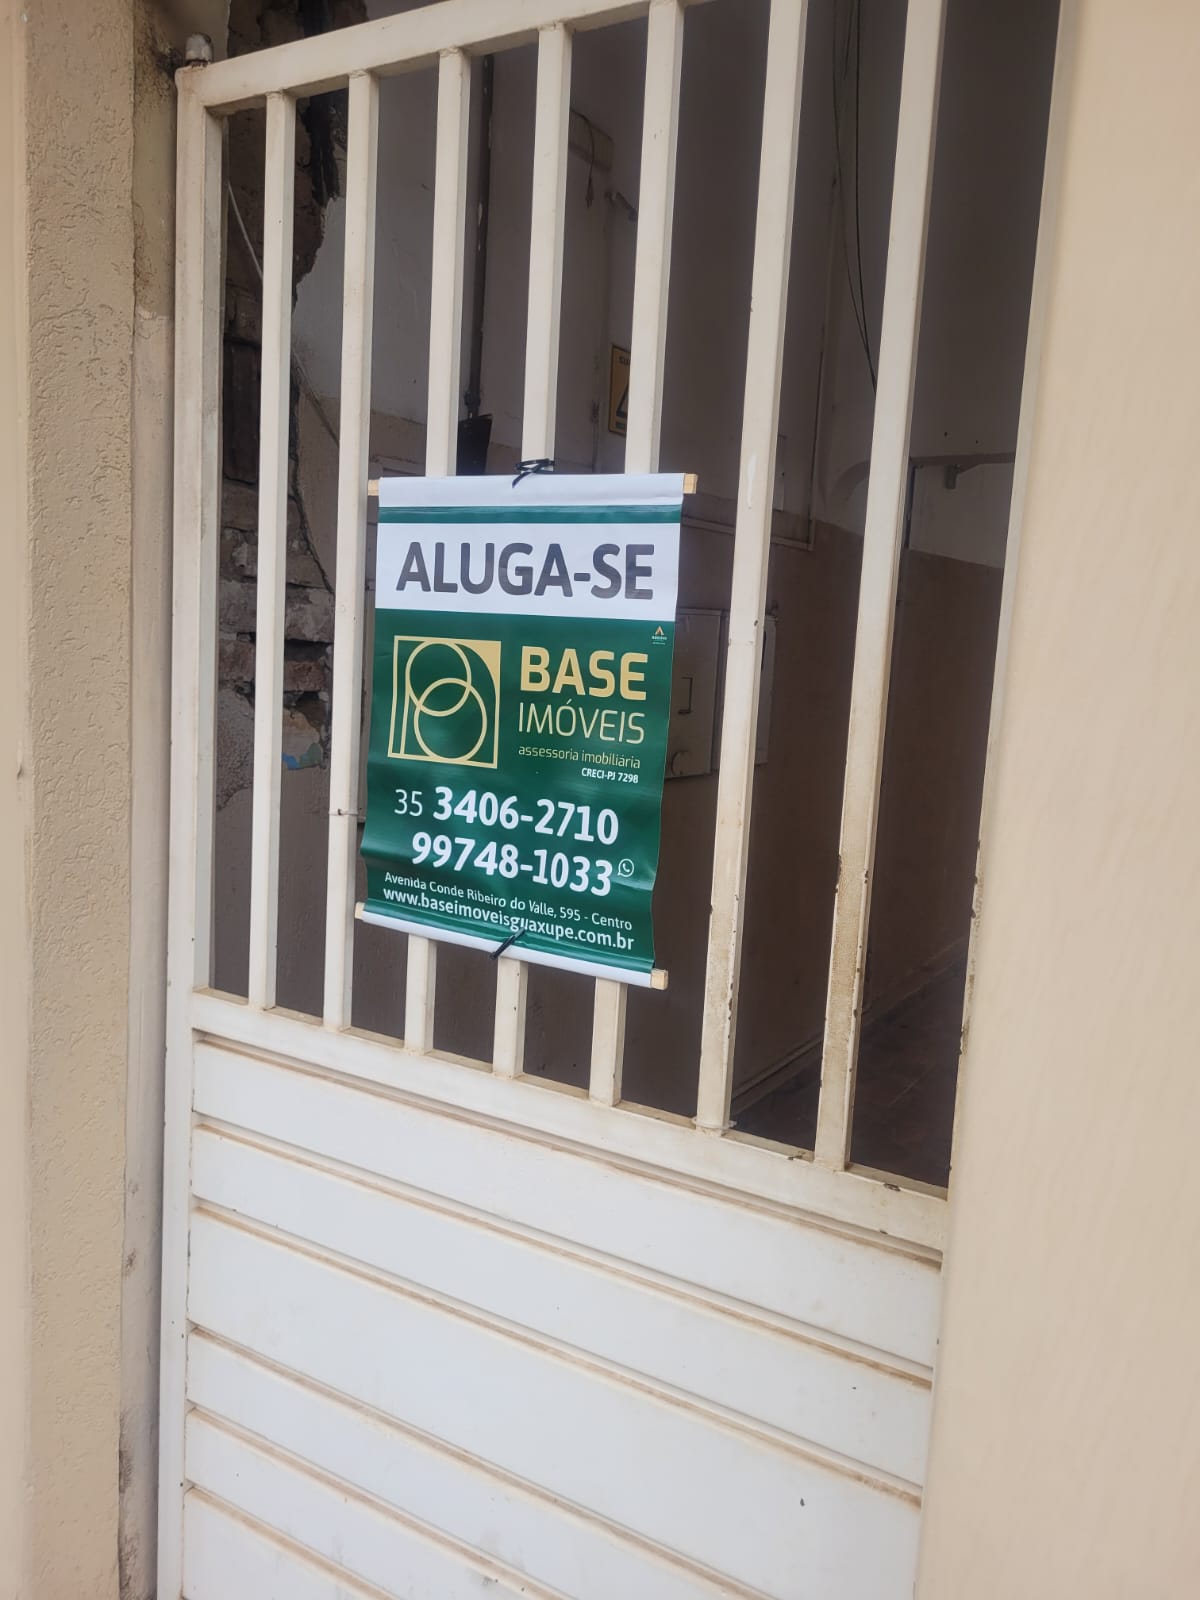 ALUGA-SE
BASE
IMÓVEIS
assessoria imobiliária
CRECI-PJ 7298
35 3406-2710
99748-1033
Avenida Conde Ribeiro do Valle, 595 - Centro
www.baseimoveisguaxupe.com.br